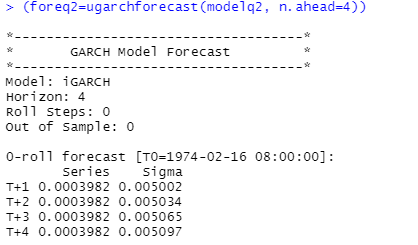 > (foreq2=ugarchforecast(modelq2, n.ahead=4))
*------------------------------------*
*       GARCH Model Forecast         *
*------------------------------------*
Model: iGARCH
Horizon: 4
Roll Steps: 0
Out of Sample: 0
0-roll forecast [T0=1974-02-16 08:00:00]:
Series Sigma
T+1 0.0003982 0.005002
T+2 0.0003982 0.005034
T+3 0.0003982 0.005065
T+4 0.0003982 0.005097